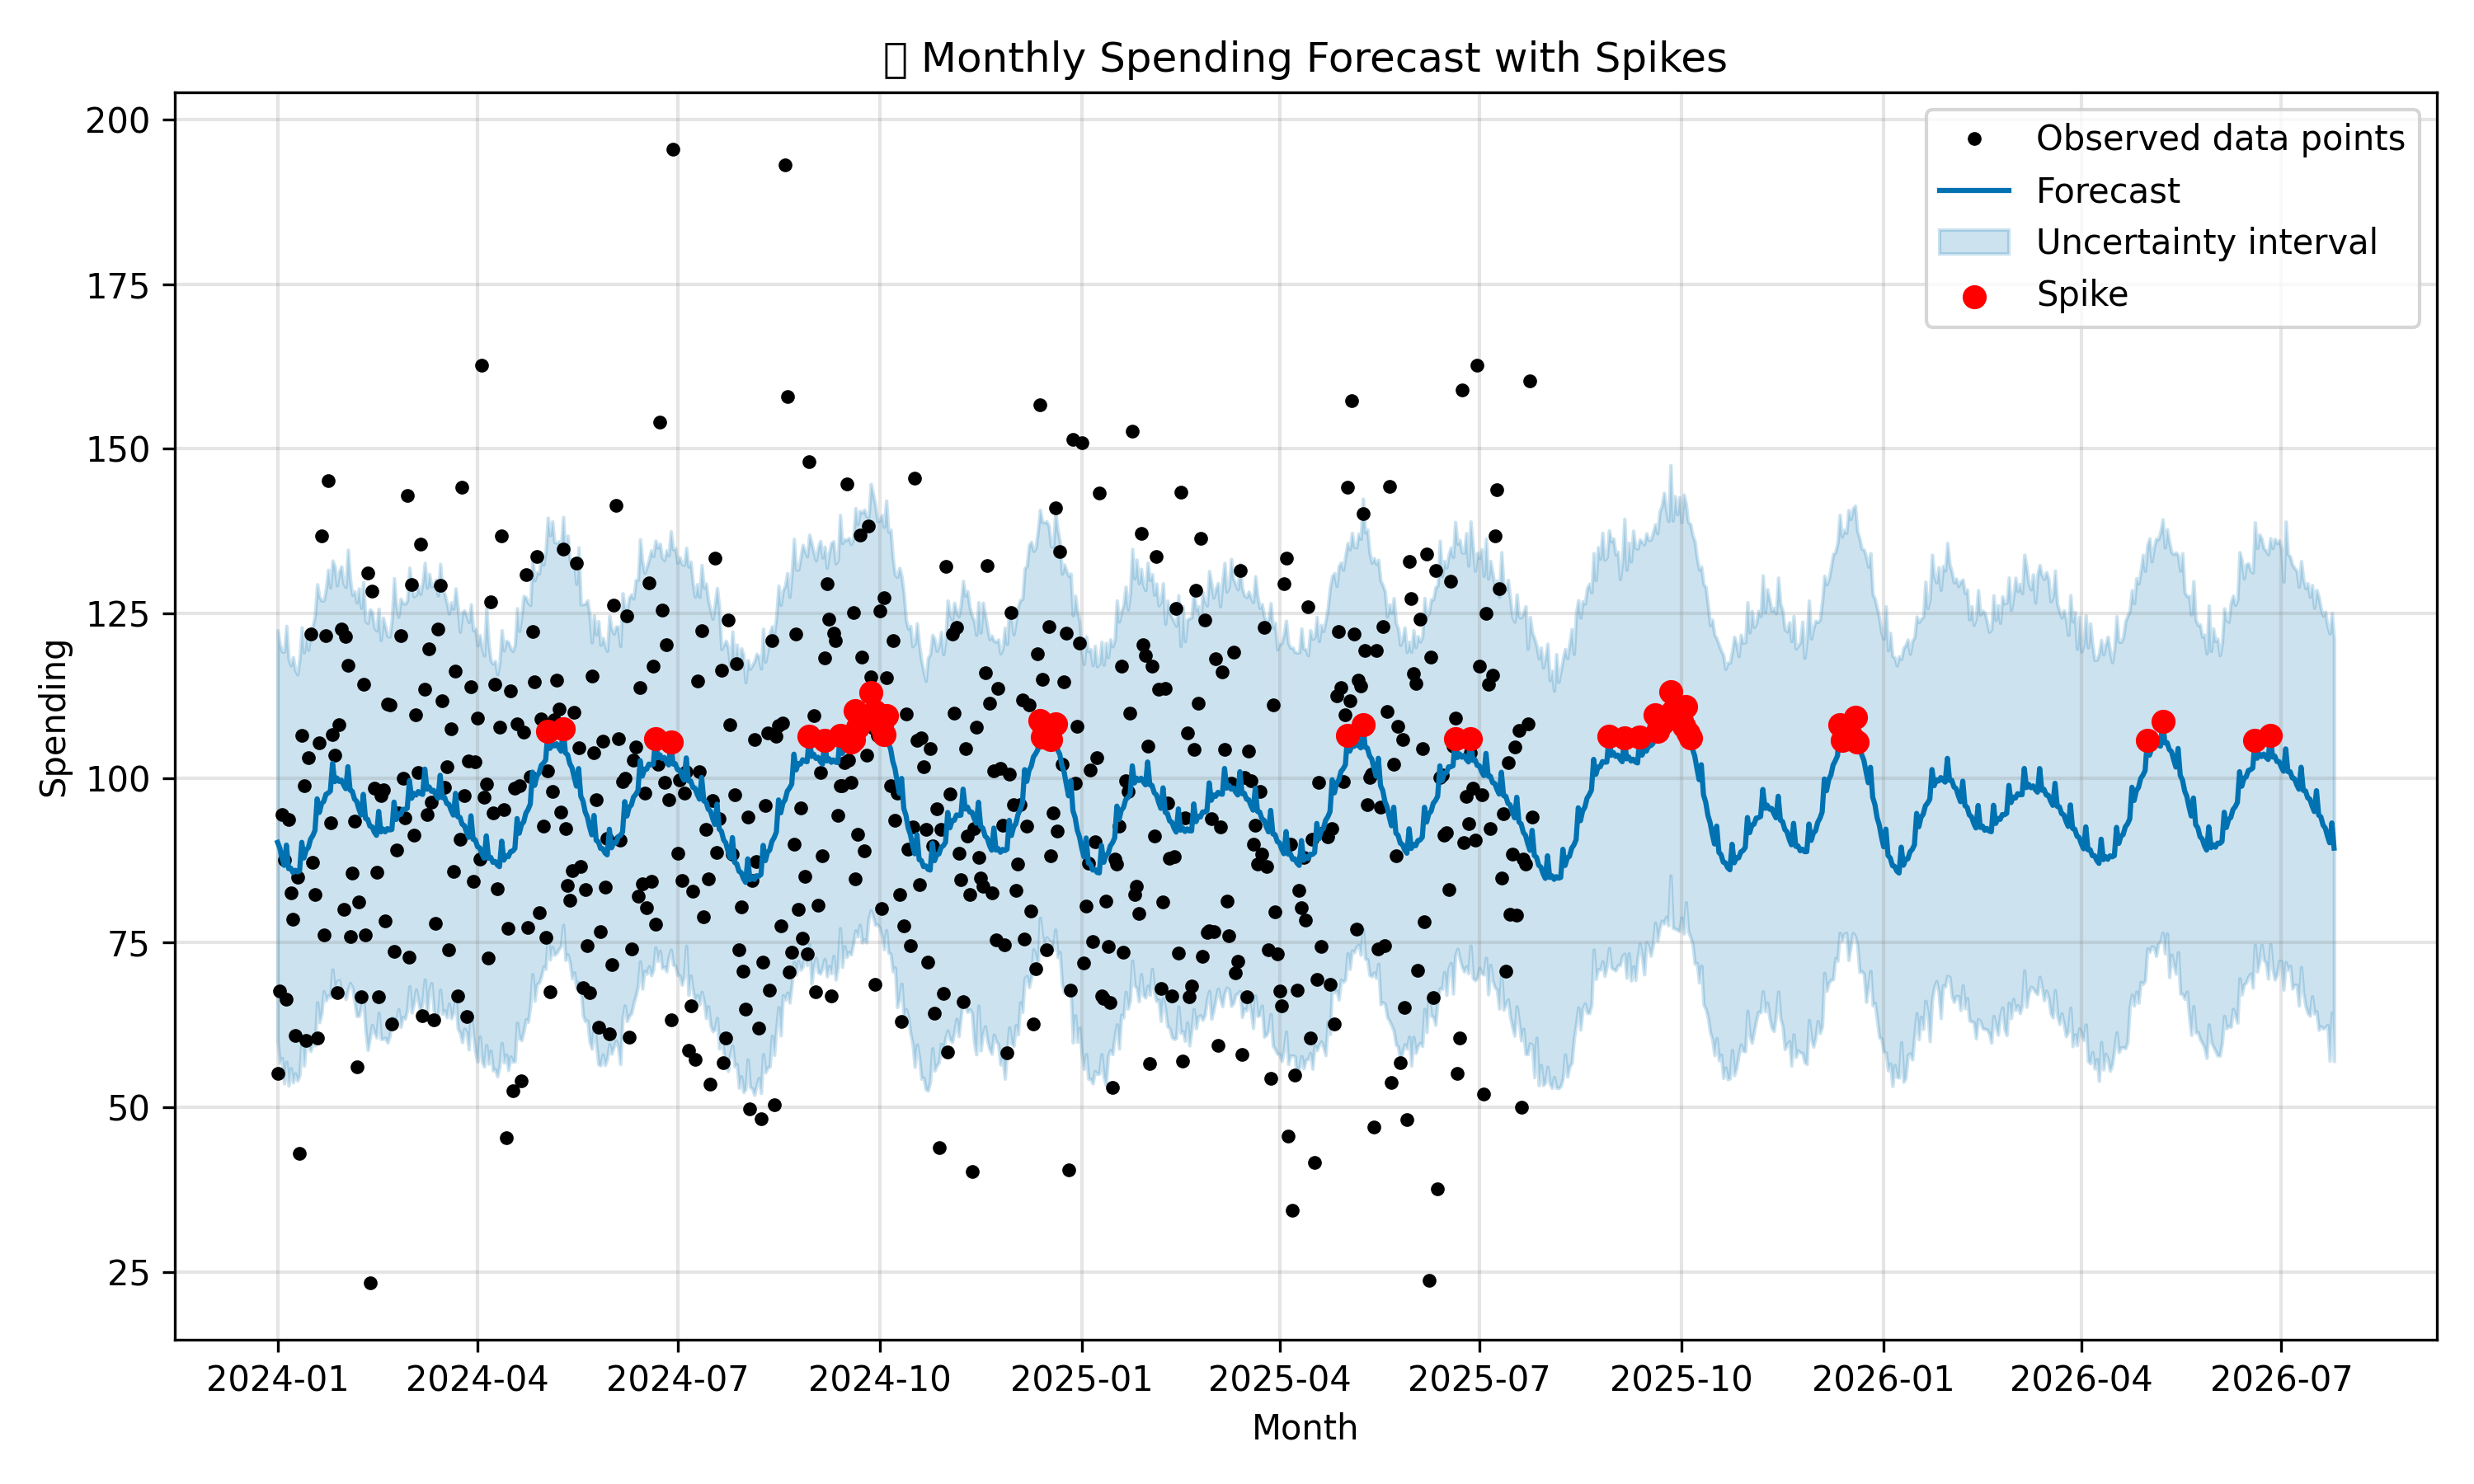 ▯ Monthly Spending Forecast with Spikes
Observed data points
Forecast
Uncertainty interval
Spike
200
175
150
125
100
75
50
25
Spending
2024-01 2024-04 2024-07 2024-10 2025-01 2025-04 2025-07 2025-10 2026-01 2026-04 2026-07
Month